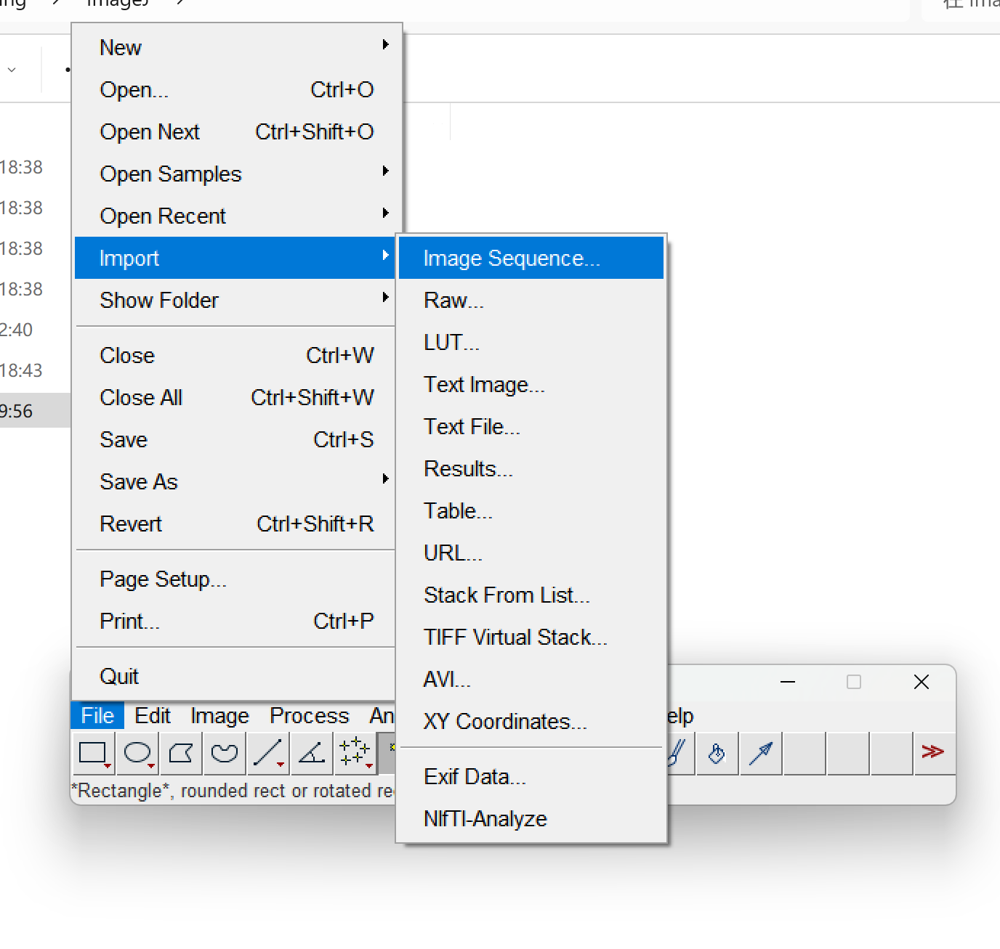 ImageJ
New
Open...
Ctrl+O
Open Next
Ctrl+Shift+O
Open Samples
Open Recent
Import
Show Folder
Close
Ctrl+W
Close All
Ctrl+Shift+W
Save
Ctrl+S
Save As
Revert
Ctrl+Shift+R
Page Setup...
Print...
Ctrl+P
Quit
Image Sequence...
Raw...
LUT...
Text Image...
Text File...
Results...
Table...
URL...
Stack From List...
TIFF Virtual Stack...
AVI...
XY Coordinates...
Exif Data...
NIfTI-Analyze
18:38
18:38
18:38
18:38
2:40
18:43
9:56
File Edit Image Process An
elp
*Rectangle*, rounded rect or rotated re